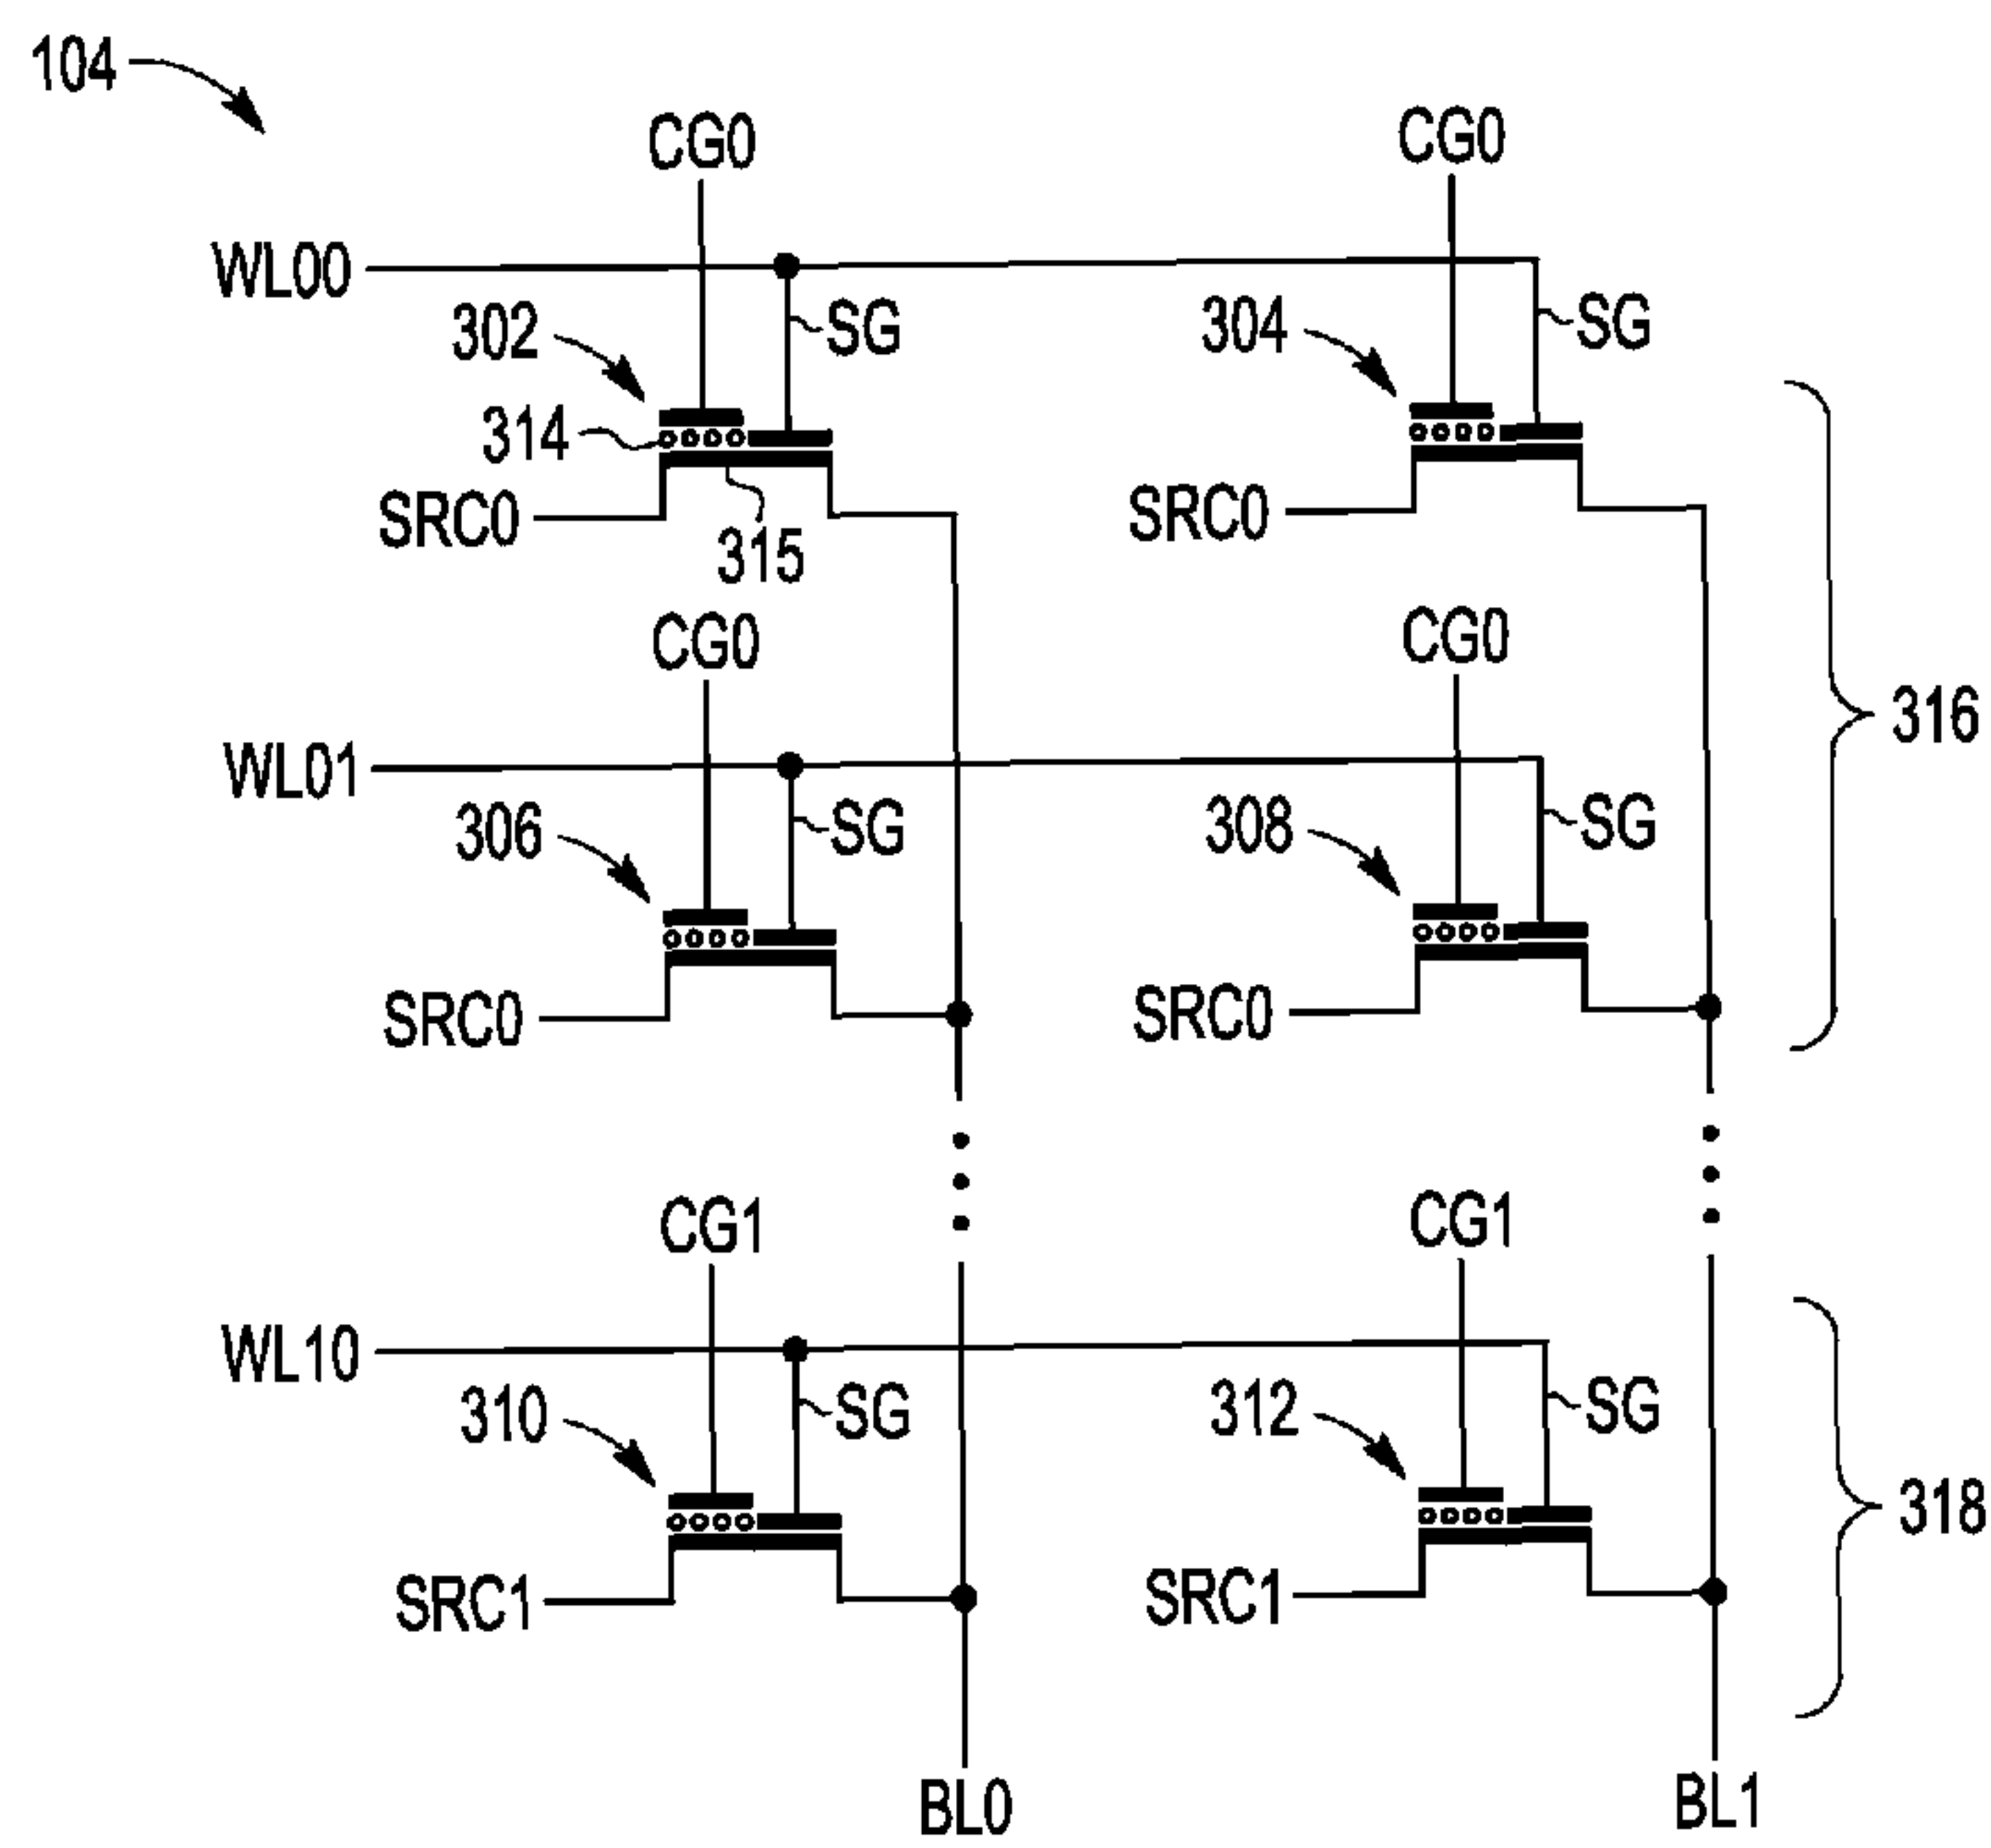 104
CG0 CG0
WL00
302 SG 304 SG
314
SRC0 SRC0
315
CG0 CG0
316
WL01
306 SG 308 SG
SRC0 SRC0
CG1 CG1
WL10
310 SG 312 SG
318
SRC1 SRC1
BL0 BL1